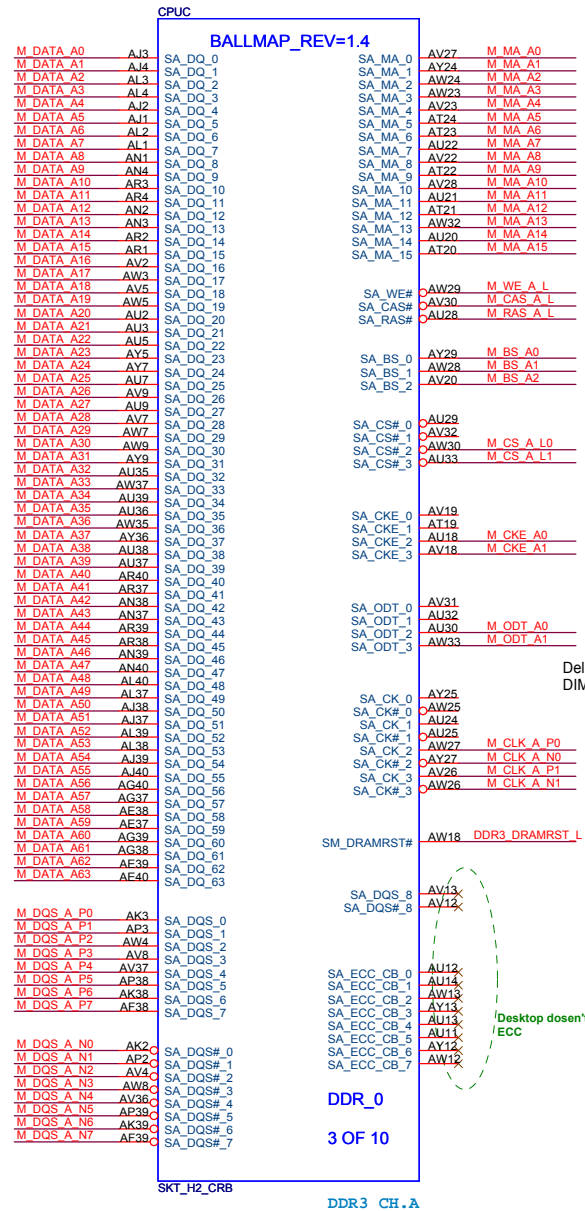 CPUC
BALLMAP_REV=1.4
M_DATA_A0 AJ3 SA_DQ_0
M_DATA_A1 AJ4 SA_DQ_1
M_DATA_A2 AL3 SA_DQ_2
M_DATA_A3 AL4 SA_DQ_3
M_DATA_A4 AJ2 SA_DQ_4
M_DATA_A5 AJ1 SA_DQ_5
M_DATA_A6 AL2 SA_DQ_6
M_DATA_A7 AL1 SA_DQ_7
M_DATA_A8 AN1 SA_DQ_8
M_DATA_A9 AN4 SA_DQ_9
M_DATA_A10 AR3 SA_DQ_10
M_DATA_A11 AR4 SA_DQ_11
M_DATA_A12 AN2 SA_DQ_12
M_DATA_A13 AN3 SA_DQ_13
M_DATA_A14 AR2 SA_DQ_14
M_DATA_A15 AR1 SA_DQ_15
M_DATA_A16 AV2 SA_DQ_16
M_DATA_A17 AW3 SA_DQ_17
M_DATA_A18 AV5 SA_DQ_18
M_DATA_A19 AW5 SA_DQ_19
M_DATA_A20 AU2 SA_DQ_20
M_DATA_A21 AU3 SA_DQ_21
M_DATA_A22 AU5 SA_DQ_22
M_DATA_A23 AY5 SA_DQ_23
M_DATA_A24 AY7 SA_DQ_24
M_DATA_A25 AU7 SA_DQ_25
M_DATA_A26 AV9 SA_DQ_26
M_DATA_A27 AU9 SA_DQ_27
M_DATA_A28 AV7 SA_DQ_28
M_DATA_A29 AW7 SA_DQ_29
M_DATA_A30 AW9 SA_DQ_30
M_DATA_A31 AY9 SA_DQ_31
M_DATA_A32 AU35 SA_DQ_32
M_DATA_A33 AW37 SA_DQ_33
M_DATA_A34 AU39 SA_DQ_34
M_DATA_A35 AU36 SA_DQ_35
M_DATA_A36 AW35 SA_DQ_36
M_DATA_A37 AY36 SA_DQ_37
M_DATA_A38 AU38 SA_DQ_38
M_DATA_A39 AU37 SA_DQ_39
M_DATA_A40 AR40 SA_DQ_40
M_DATA_A41 AR37 SA_DQ_41
M_DATA_A42 AN38 SA_DQ_42
M_DATA_A43 AN37 SA_DQ_43
M_DATA_A44 AR39 SA_DQ_44
M_DATA_A45 AR38 SA_DQ_45
M_DATA_A46 AN39 SA_DQ_46
M_DATA_A47 AN40 SA_DQ_47
M_DATA_A48 AL40 SA_DQ_48
M_DATA_A49 AL37 SA_DQ_49
M_DATA_A50 AJ38 SA_DQ_50
M_DATA_A51 AJ37 SA_DQ_51
M_DATA_A52 AL39 SA_DQ_52
M_DATA_A53 AL38 SA_DQ_53
M_DATA_A54 AJ39 SA_DQ_54
M_DATA_A55 AJ40 SA_DQ_55
M_DATA_A56 AG40 SA_DQ_56
M_DATA_A57 AG37 SA_DQ_57
M_DATA_A58 AE38 SA_DQ_58
M_DATA_A59 AE37 SA_DQ_59
M_DATA_A60 AG39 SA_DQ_60
M_DATA_A61 AG38 SA_DQ_61
M_DATA_A62 AE39 SA_DQ_62
M_DATA_A63 AE40 SA_DQ_63
M_DQS_A_P0 AK3 SA_DQS_0
M_DQS_A_P1 AP3 SA_DQS_1
M_DQS_A_P2 AW4 SA_DQS_2
M_DQS_A_P3 AV8 SA_DQS_3
M_DQS_A_P4 AV37 SA_DQS_4
M_DQS_A_P5 AP38 SA_DQS_5
M_DQS_A_P6 AK38 SA_DQS_6
M_DQS_A_P7 AF38 SA_DQS_7
M_DQS_A_N0 AK2 SA_DQS#_0
M_DQS_A_N1 AP2 SA_DQS#_1
M_DQS_A_N2 AV4 SA_DQS#_2
M_DQS_A_N3 AW8 SA_DQS#_3
M_DQS_A_N4 AV36 SA_DQS#_4
M_DQS_A_N5 AP39 SA_DQS#_5
M_DQS_A_N6 AK39 SA_DQS#_6
M_DQS_A_N7 AF39 SA_DQS#_7
SA_MA_0 AV27 M_MA_A0
SA_MA_1 AY24 M_MA_A1
SA_MA_2 AW24 M_MA_A2
SA_MA_3 AW23 M_MA_A3
SA_MA_4 AV23 M_MA_A4
SA_MA_5 AT24 M_MA_A5
SA_MA_6 AT23 M_MA_A6
SA_MA_7 AU22 M_MA_A7
SA_MA_8 AV22 M_MA_A8
SA_MA_9 AT22 M_MA_A9
SA_MA_10 AV28 M_MA_A10
SA_MA_11 AU21 M_MA_A11
SA_MA_12 AT21 M_MA_A12
SA_MA_13 AW32 M_MA_A13
SA_MA_14 AU20 M_MA_A14
SA_MA_15 AT20 M_MA_A15
SA_WE# AW29 M_WE_A_L
SA_CAS# AV30 M_CAS_A_L
SA_RAS# AU28 M_RAS_A_L
SA_BS_0 AY29 M_BS_A0
SA_BS_1 AW28 M_BS_A1
SA_BS_2 AV20 M_BS_A2
SA_CS#_0 AU29
SA_CS#_1 AV32
SA_CS#_2 AW30 M_CS_A_L0
SA_CS#_3 AU33 M_CS_A_L1
SA_CKE_0 AV19
SA_CKE_1 AT19
SA_CKE_2 AU18 M_CKE_A0
SA_CKE_3 AV18 M_CKE_A1
SA_ODT_0 AV31
SA_ODT_1 AU32
SA_ODT_2 AU30 M_ODT_A0
SA_ODT_3 AW33 M_ODT_A1
Del
DIM
SA_CK_0 AY25
SA_CK#_0 AW25
SA_CK_1 AU24
SA_CK#_1 AU25
SA_CK_2 AW27 M_CLK_A_P0
SA_CK#_2 AY27 M_CLK_A_N0
SA_CK_3 AV26 M_CLK_A_P1
SA_CK#_3 AW26 M_CLK_A_N1
SM_DRAMRST# AW18 DDR3_DRAMRST_L
SA_DQS_8 AV13
SA_DQS#_8 AV12
SA_ECC_CB_0 AU12
SA_ECC_CB_1 AU14
SA_ECC_CB_2 AW13
SA_ECC_CB_3 AY13
SA_ECC_CB_4 AU13
SA_ECC_CB_5 AU11
SA_ECC_CB_6 AY12
SA_ECC_CB_7 AW12
Desktop dosen's
ECC
DDR_0
3 OF 10
SKT_H2_CRB
DDR3 CH.A